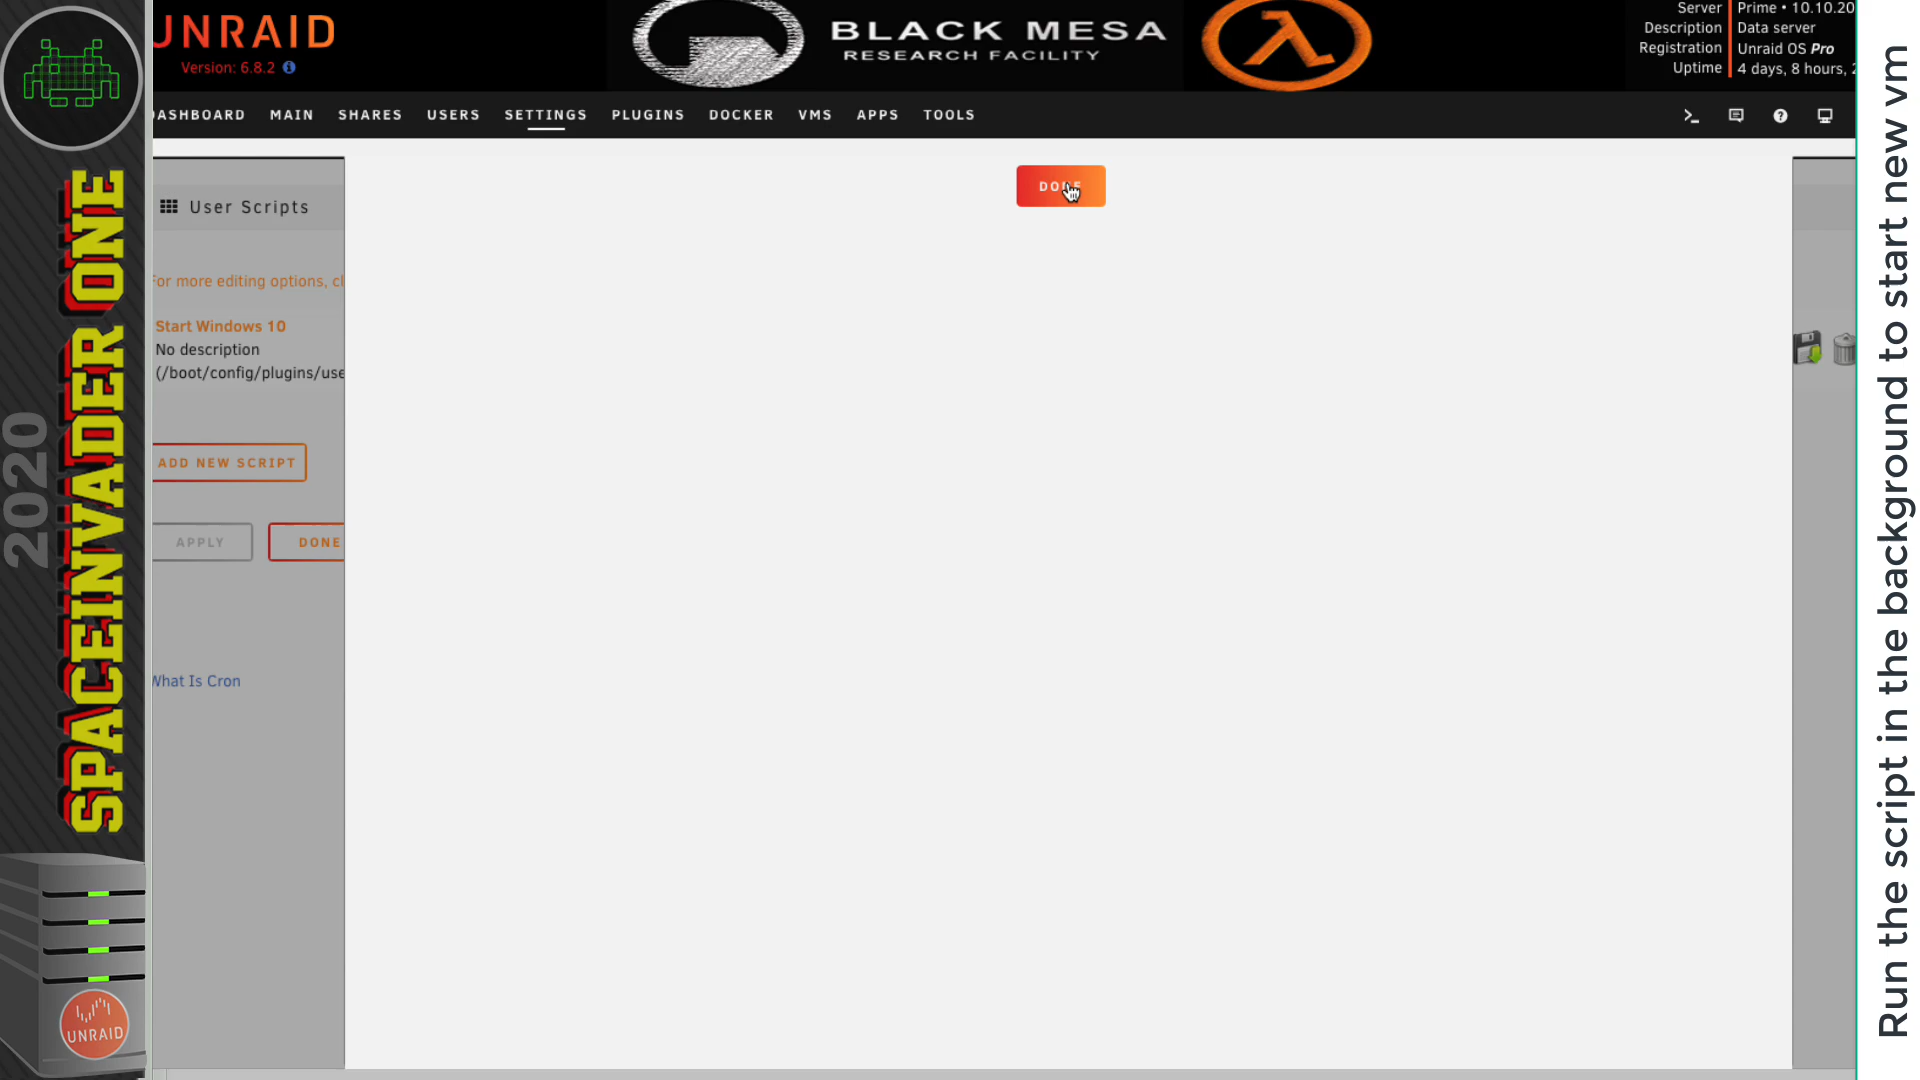 UNRAID
Version: 6.8.2
BLACK MESA
RESEARCH FACILITY
Server
Prime • 10.10.20
Description
Data server
Registration
Unraid OS Pro
Uptime
4 days, 8 hours,
DASHBOARD MAIN SHARES USERS SETTINGS PLUGINS DOCKER VMS APPS TOOLS
DONE
User Scripts
For more editing options, cl
Start Windows 10
No description
(/boot/config/plugins/use
ADD NEW SCRIPT
APPLY
DONE
What Is Cron
2020
SPACEINVADER ONE
UNRAID
Run the script in the background to start new vm